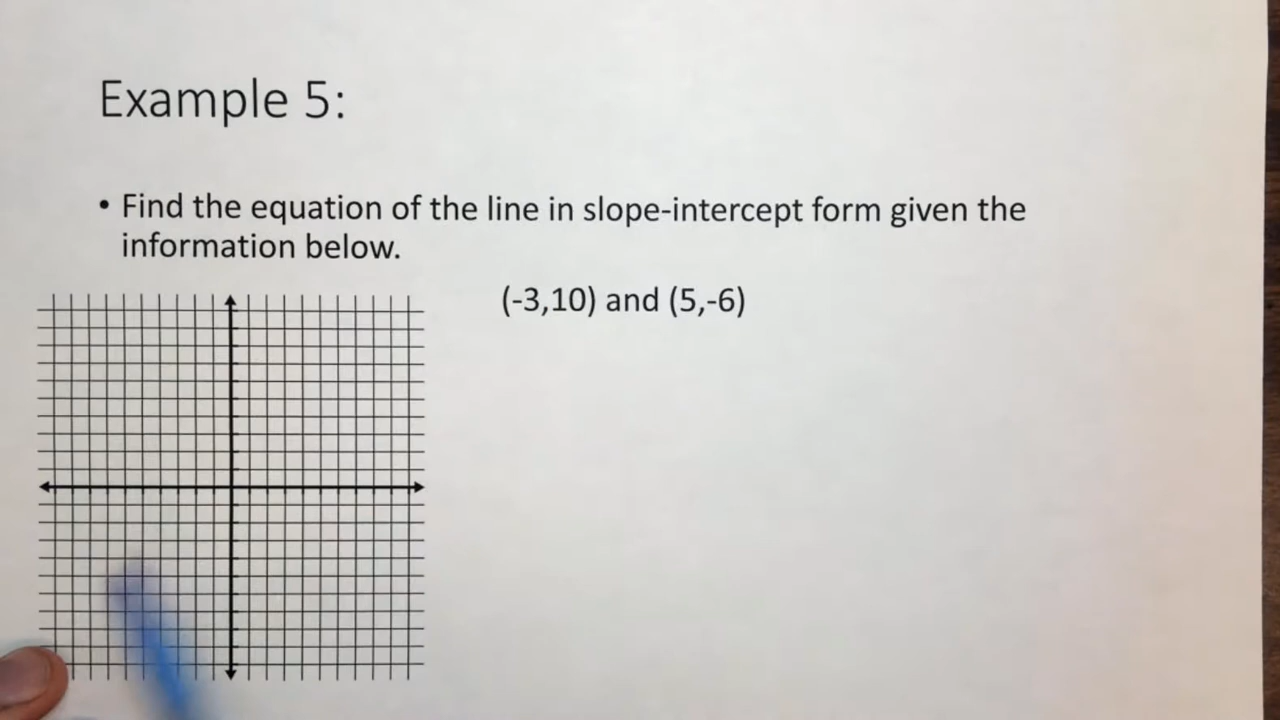 Example 5:
• Find the equation of the line in slope-intercept form given the
information below.
(-3,10) and (5,-6)